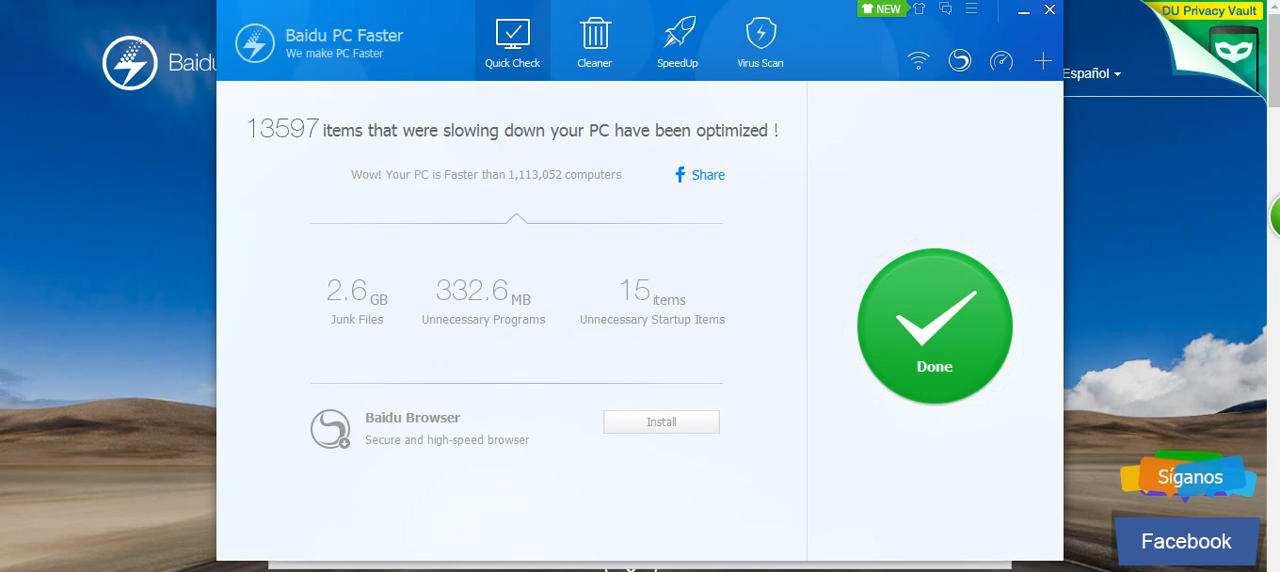 DU Privacy Vault
NEW
Baidu PC Faster
We make PC Faster
Quick Check
Cleaner
SpeedUp
Virus Scan
Baidu
Español
13597 items that were slowing down your PC have been optimized !
Wow! Your PC is Faster than 1,113,052 computers
Share
2.6 GB
Junk Files
332.6 MB
Unnecessary Programs
15 items
Unnecessary Startup Items
Done
Baidu Browser
Secure and high-speed browser
Install
Síganos
Facebook